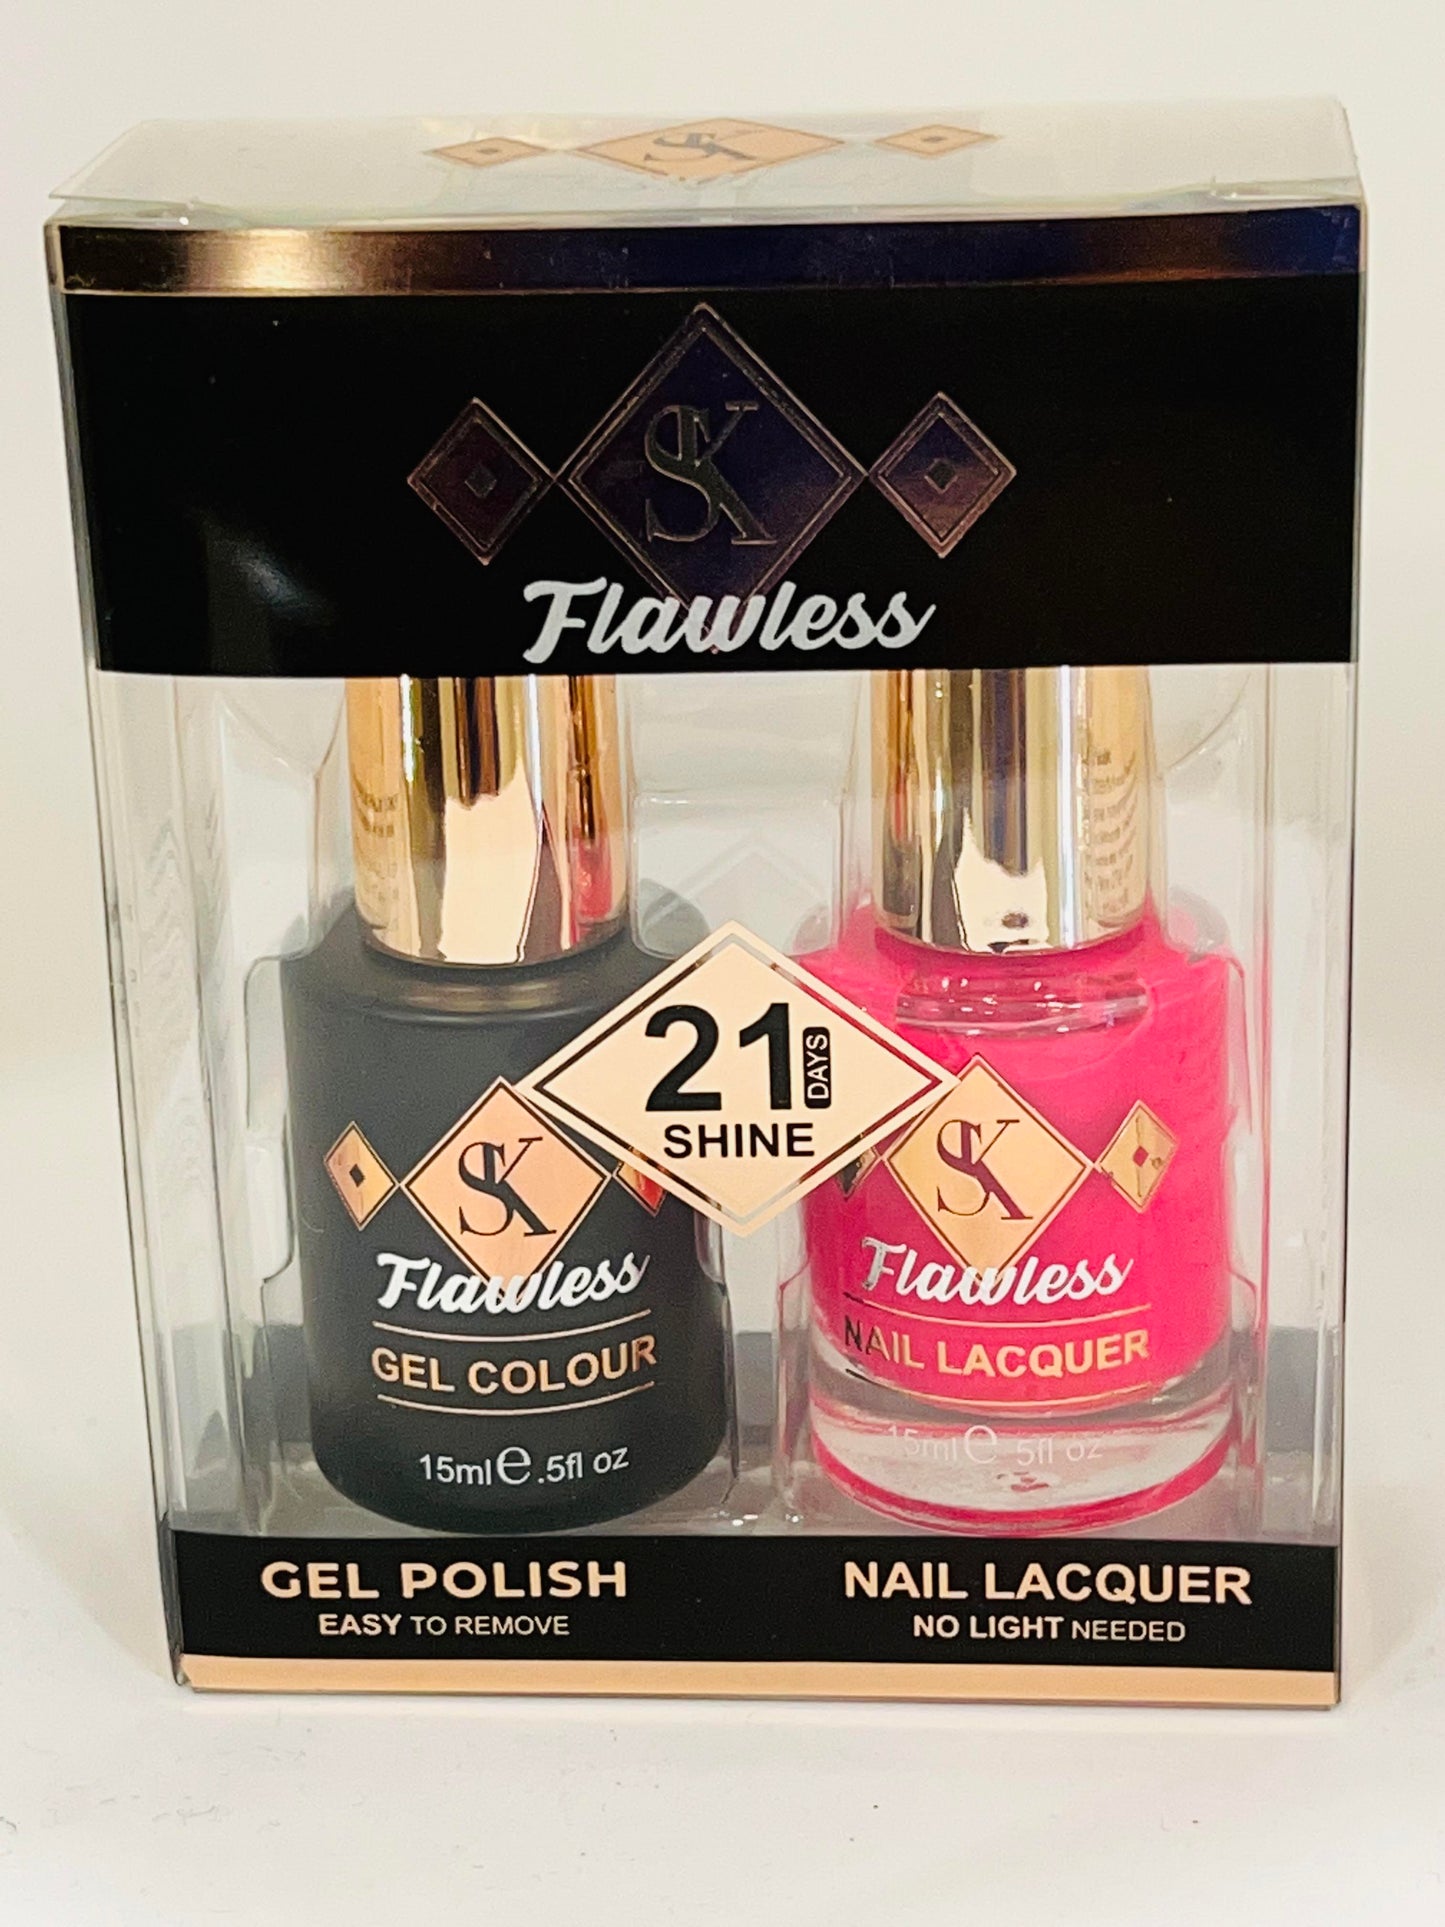 SK
SK
Flawless
21 DAYS
SHINE
SK
Flawless
GEL COLOUR
15ml e .5fl oz
SK
Flawless
NAIL LACQUER
15ml e .5fl oz
GEL POLISH
EASY TO REMOVE
NAIL LACQUER
NO LIGHT NEEDED